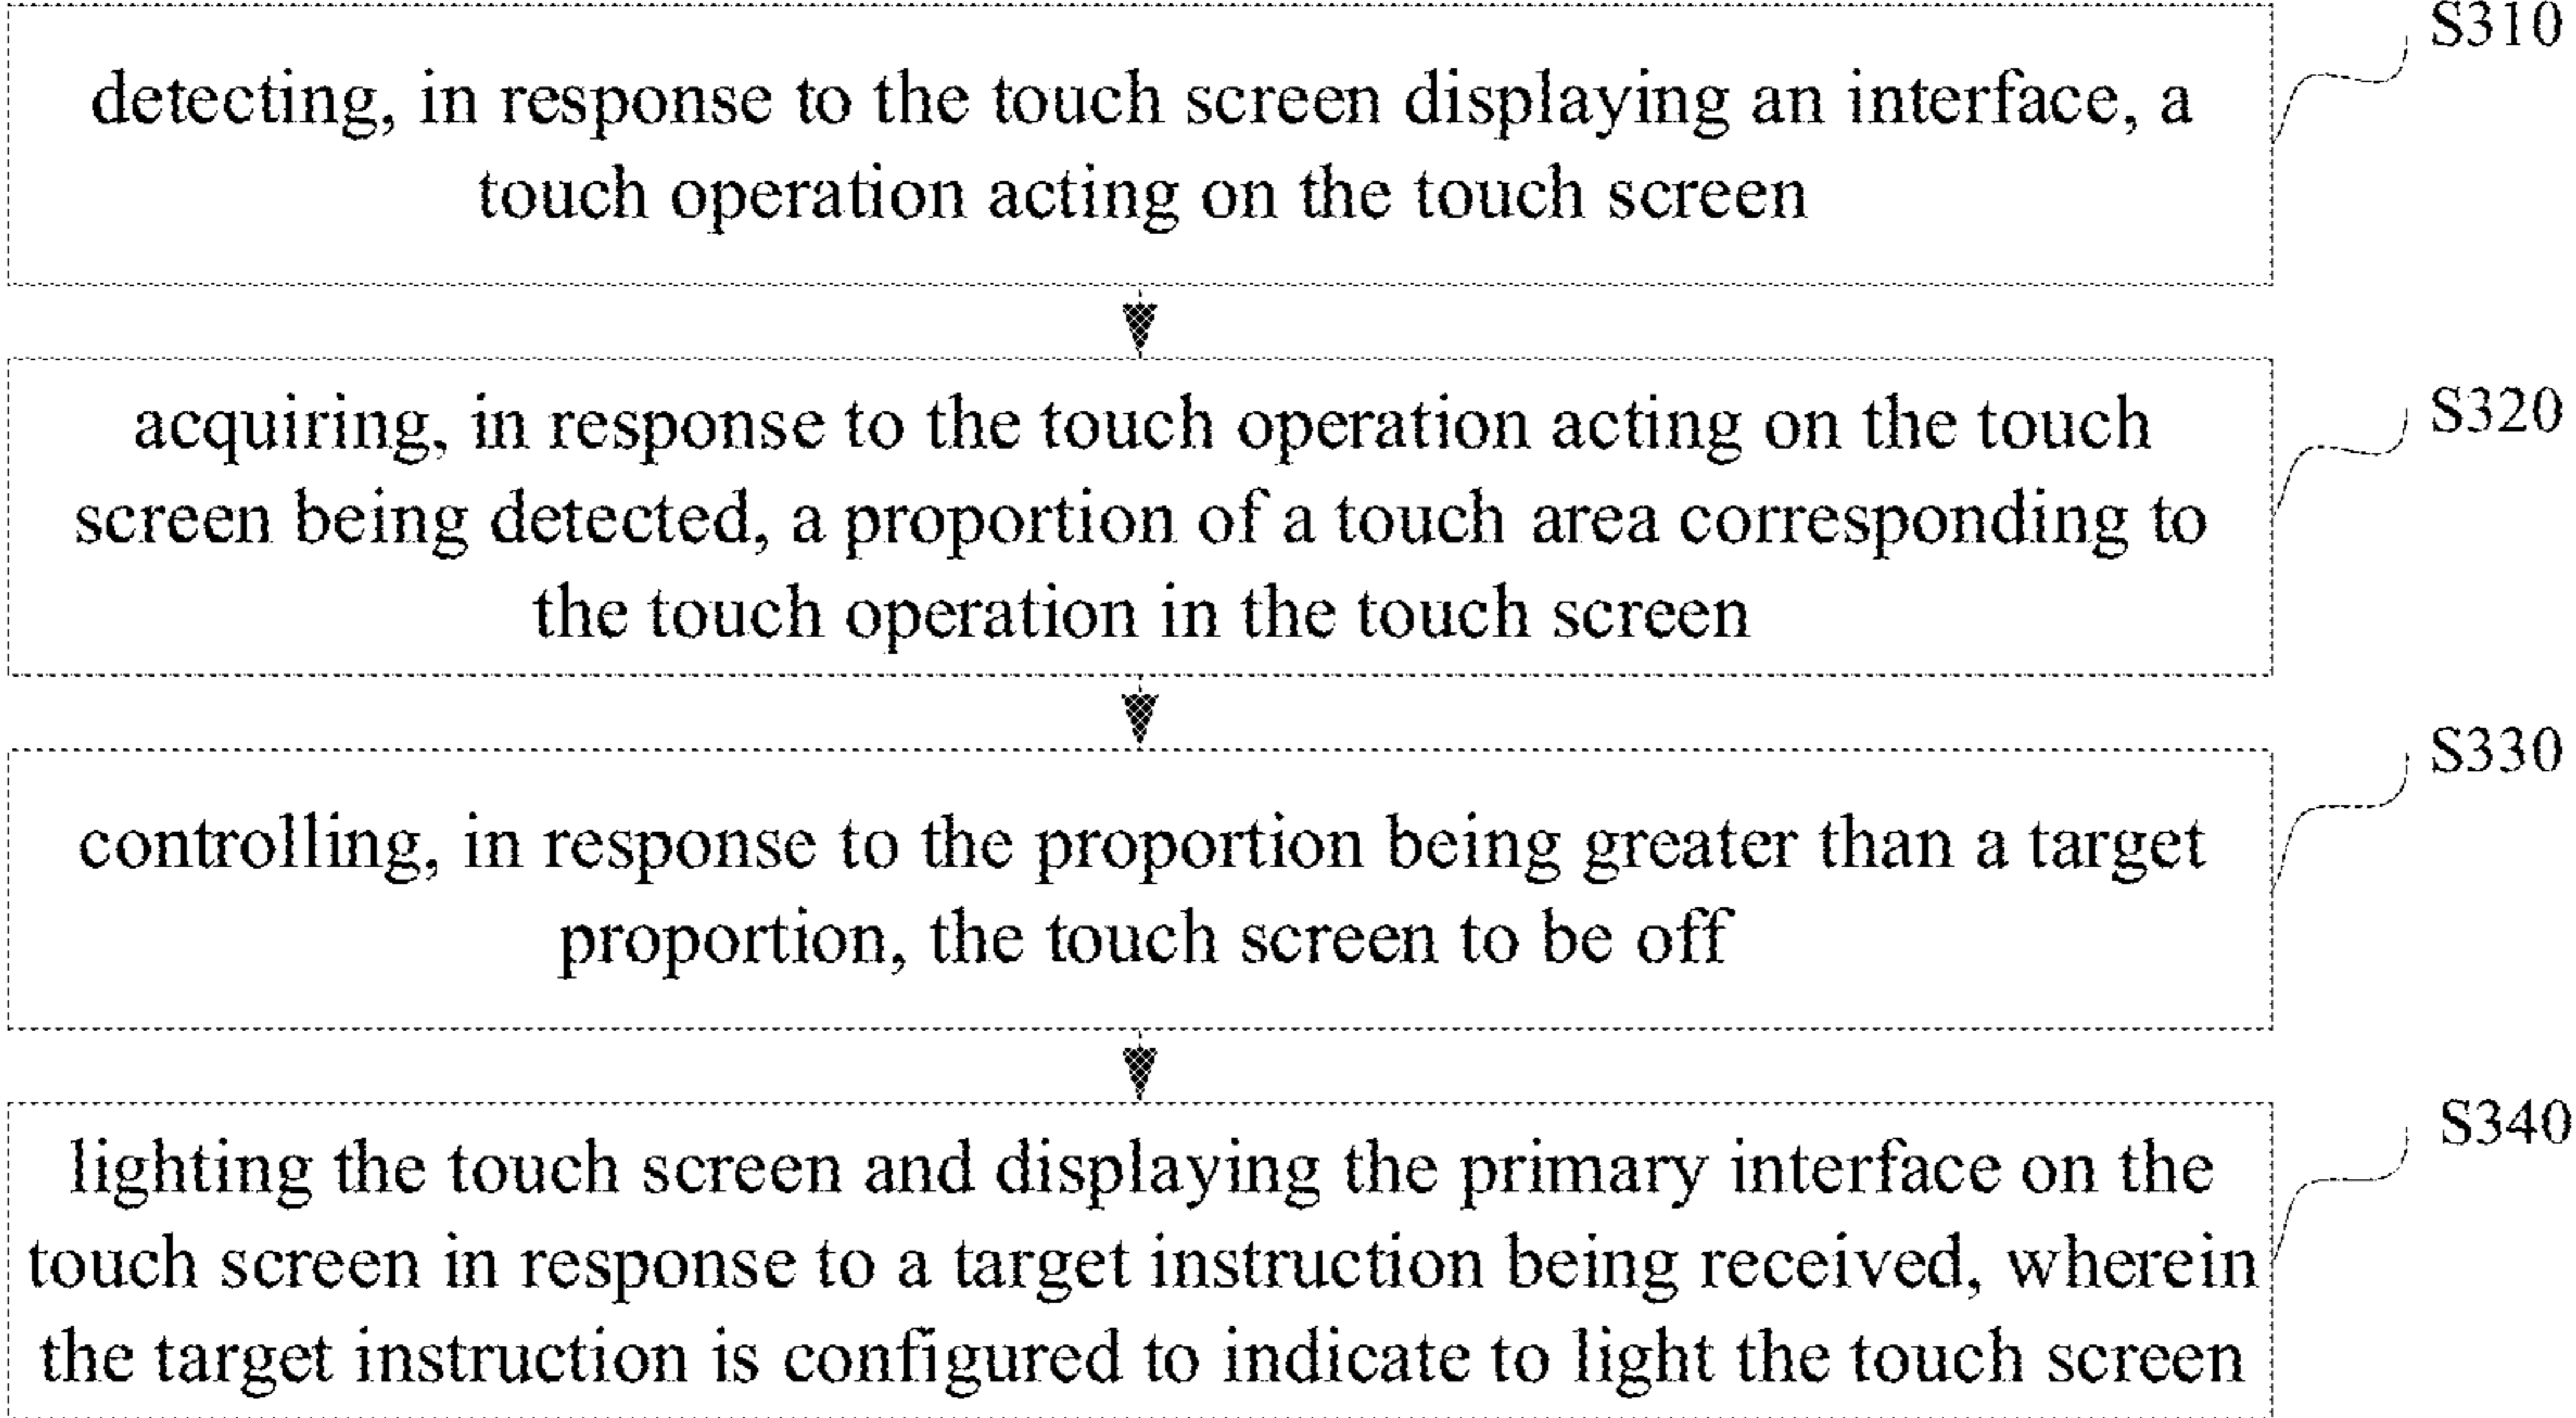 S310
detecting, in response to the touch screen displaying an interface, a
touch operation acting on the touch screen
S320
acquiring, in response to the touch operation acting on the touch
screen being detected, a proportion of a touch area corresponding to
the touch operation in the touch screen
S330
controlling, in response to the proportion being greater than a target
proportion, the touch screen to be off
S340
lighting the touch screen and displaying the primary interface on the
touch screen in response to a target instruction being received, wherein
the target instruction is configured to indicate to light the touch screen